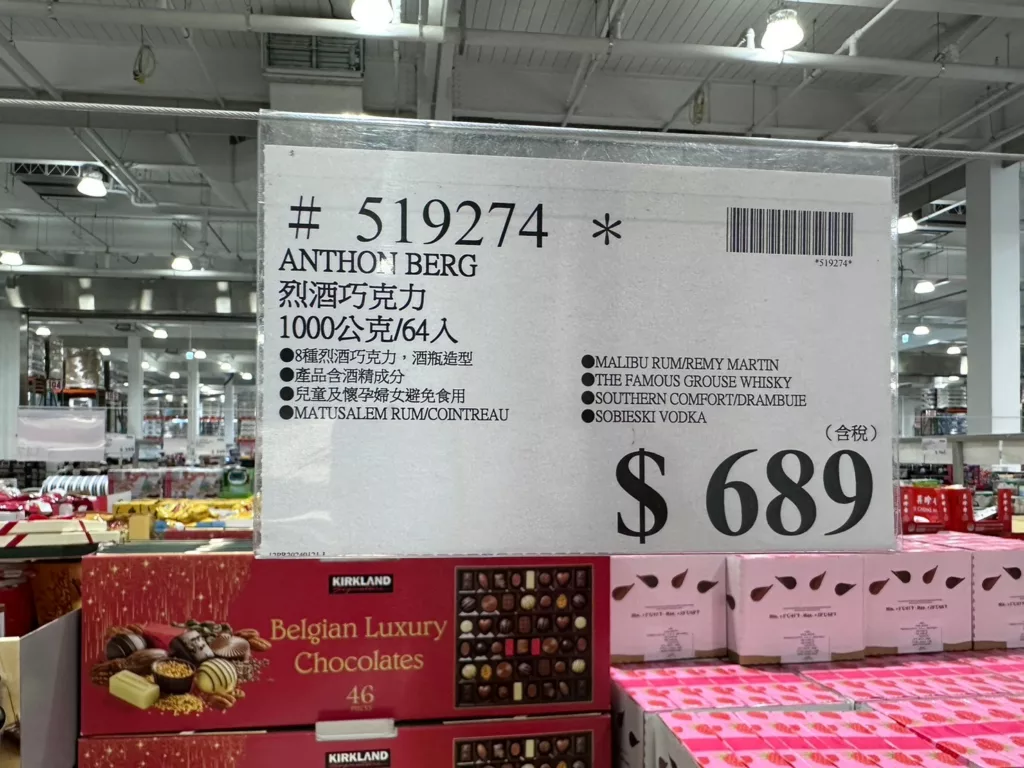 # 519274 *
*519274*
ANTHON BERG
烈酒巧克力
1000公克/64入
●8種烈酒巧克力，酒瓶造型
●產品含酒精成分
●兒童及懷孕婦女避免食用
●MATUSALEM RUM/COINTREAU
●MALIBU RUM/REMY MARTIN
●THE FAMOUS GROUSE WHISKY
●SOUTHERN COMFORT/DRAMBUIE
●SOBIESKI VODKA
(含稅)
$ 689
KIRKLAND
Belgian Luxury
Chocolates
46
PIECES
KIRKLAND